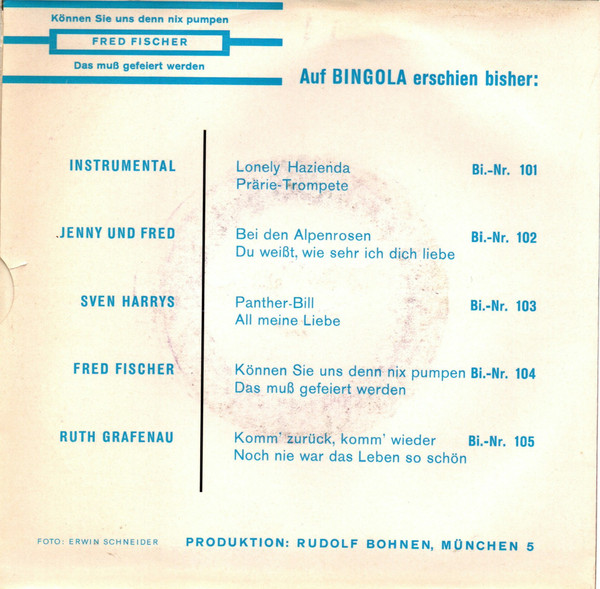 Können Sie uns denn nix pumpen
FRED FISCHER
Das muß gefeiert werden
Auf BINGOLA erschien bisher:
INSTRUMENTAL Lonely Hazienda Bi.-Nr. 101
Prärie-Trompete
JENNY UND FRED Bei den Alpenrosen Bi.-Nr. 102
Du weißt, wie sehr ich dich liebe
SVEN HARRYS Panther-Bill Bi.-Nr. 103
All meine Liebe
FRED FISCHER Können Sie uns denn nix pumpen Bi.-Nr. 104
Das muß gefeiert werden
RUTH GRAFENAU Komm' zurück, komm' wieder Bi.-Nr. 105
Noch nie war das Leben so schön
FOTO: ERWIN SCHNEIDER PRODUKTION: RUDOLF BOHNEN, MÜNCHEN 5